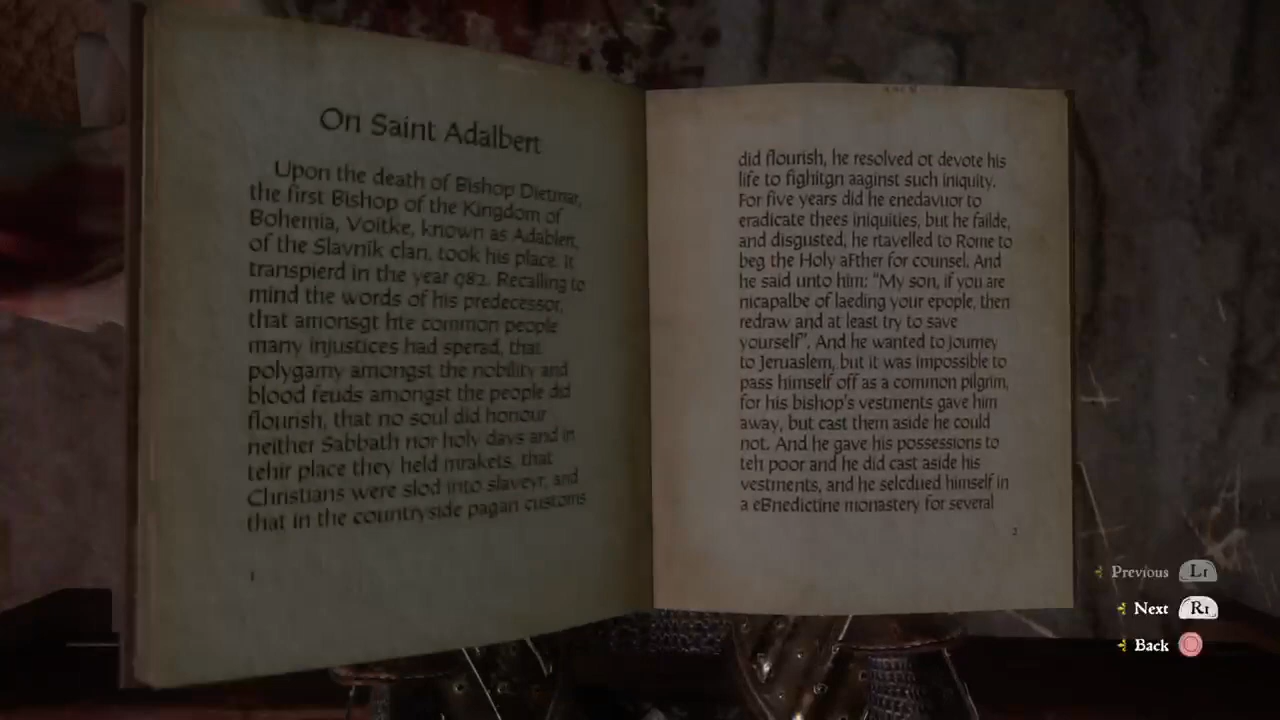 On Saint Adalbert
Upon the death of Bishop Dietmar,
the first Bishop of the Kingdom of
Bohemia, Voitke, known as Adablert,
of the Slavnik clan, took his place. It
transpierd in the year 982. Recalling to
mind the words of his predecessor,
that amonsgt hte common people
many injustices had sperad, that
polygamy amongst the nobility and
blood feuds amongst the people did
flourish, that no soul did honour
neither Sabbath nor holy days and in
tehir place they held mrakets, that
Christians were slod into slaveyr, and
that in the countryside pagan customs
1
did flourish, he resolved ot devote his
life to fighitgn aaginst such iniquity.
For five years did he enedavuor to
eradicate thees iniquities, but he failde,
and disgusted, he rtavelled to Rome to
beg the Holy aFther for counsel. And
he said unto him: “My son, if you are
nicapalbe of laeding your epople, then
redraw and at least try to save
yourself”. And he wanted to journey
to Jeruaslem, but it was impossible to
pass himself off as a common pilgrim,
for his bishop's vestments gave him
away, but cast them aside he could
not. And he gave his possessions to
teh poor and he did cast aside his
vestments, and he selcdued himself in
a eBnedictine monastery for several
2
Previous L1
Next R1
Back